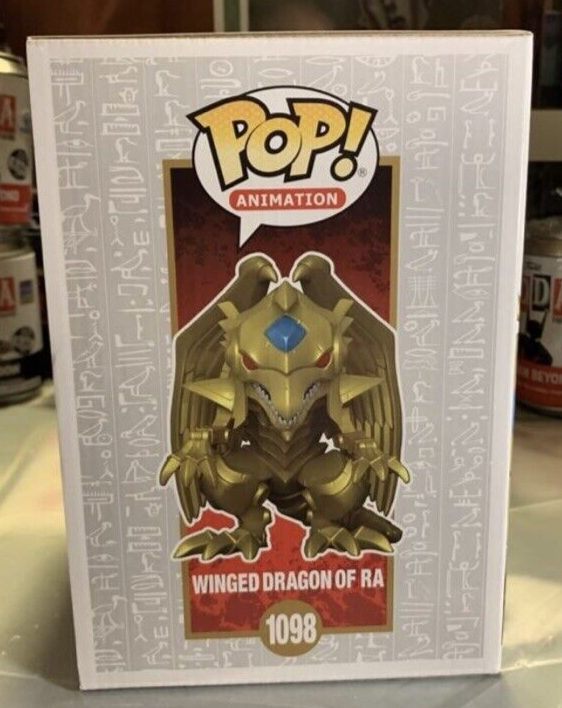 POP!
®
ANIMATION
WINGED DRAGON OF RA
1098